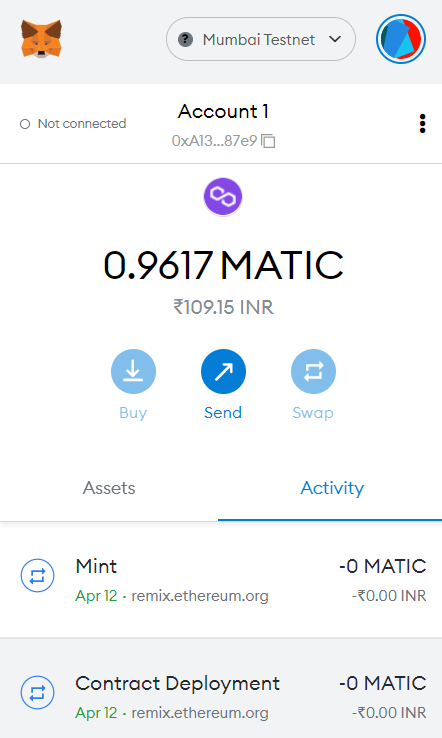 Mumbai Testnet
Not connected
Account 1
0xA13...87e9
0.9617 MATIC
₹109.15 INR
Buy
Send
Swap
Assets
Activity
Mint
-0 MATIC
Apr 12 · remix.ethereum.org
-₹0.00 INR
Contract Deployment
-0 MATIC
Apr 12 · remix.ethereum.org
-₹0.00 INR